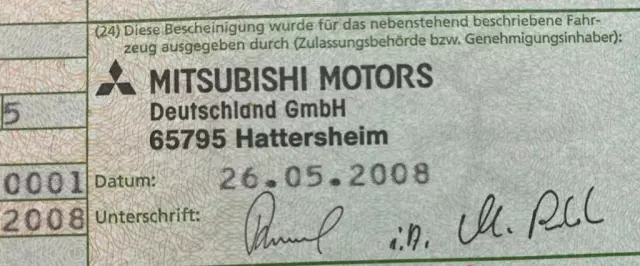 (24) Diese Bescheinigung wurde für das nebenstehend beschriebene Fahr-
zeug ausgegeben durch (Zulassungsbehörde bzw. Genehmigungsinhaber):
MITSUBISHI MOTORS
Deutschland GmbH
5
65795 Hattersheim
0001 Datum: 26.05.2008
2008 Unterschrift: i.A.